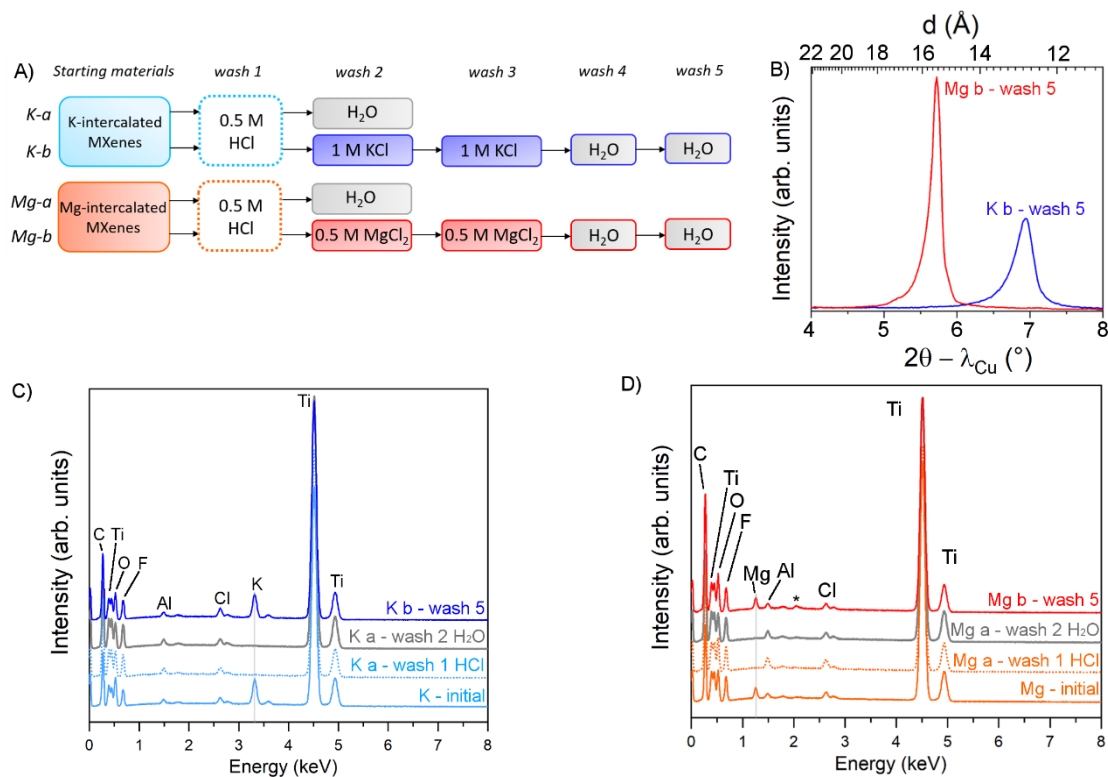 A)
Starting materials wash 1 wash 2 wash 3 wash 4 wash 5
K-a
K-b
K-intercalated
MXenes
0.5 M
HCl
H₂O
1 M KCl
1 M KCl
H₂O
H₂O
Mg-a
Mg-b
Mg-intercalated
MXenes
0.5 M
HCl
H₂O
0.5 M MgCl₂
0.5 M MgCl₂
H₂O
H₂O
B)
d (Å)
22 20 18 16 14 12
Mg b - wash 5
K b - wash 5
Intensity (arb. units)
4 5 6 7 8
2θ – λCu (°)
C)
Ti
C
Ti
O
F
Al
Cl
K
Ti
K b - wash 5
K a - wash 2 H₂O
K a - wash 1 HCl
K - initial
Intensity (arb. units)
0 1 2 3 4 5 6 7 8
Energy (keV)
D)
Ti
C
Ti
O
F
Mg
Al
*
Cl
Ti
Mg b - wash 5
Mg a - wash 2 H₂O
Mg a - wash 1 HCl
Mg - initial
Intensity (arb. units)
0 1 2 3 4 5 6 7 8
Energy (keV)